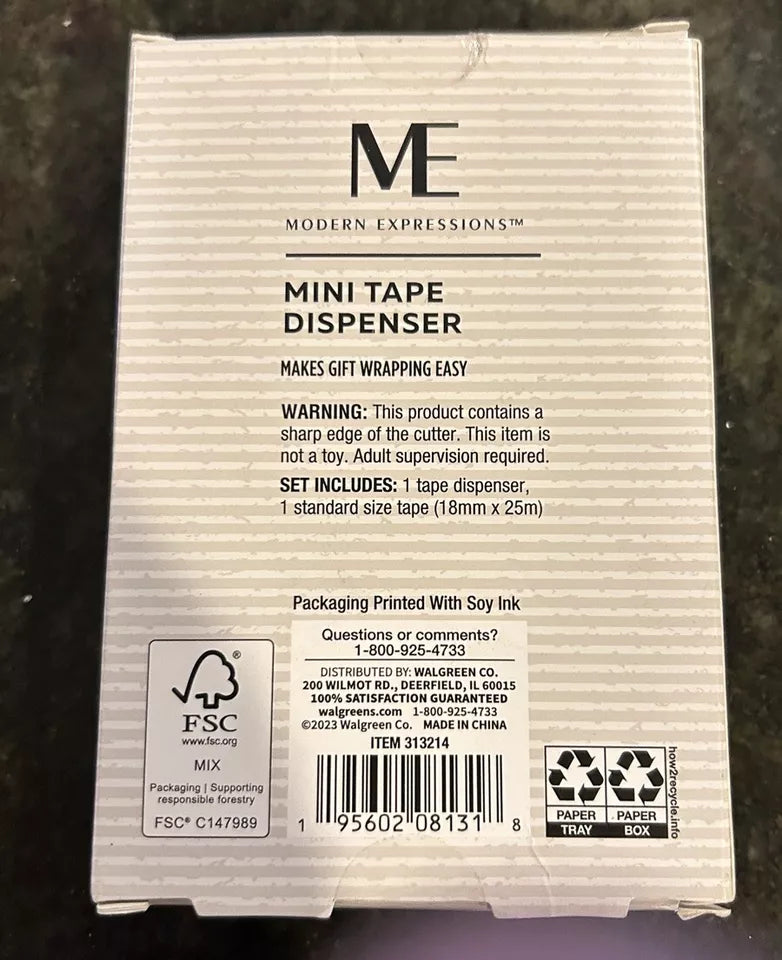 ME
MODERN EXPRESSIONS™
MINI TAPE
DISPENSER
MAKES GIFT WRAPPING EASY
WARNING: This product contains a
sharp edge of the cutter. This item is
not a toy. Adult supervision required.
SET INCLUDES: 1 tape dispenser,
1 standard size tape (18mm x 25m)
Packaging Printed With Soy Ink
®
FSC
www.fsc.org
MIX
Packaging | Supporting
responsible forestry
FSC® C147989
Questions or comments?
1-800-925-4733
DISTRIBUTED BY: WALGREEN CO.
200 WILMOT RD., DEERFIELD, IL 60015
100% SATISFACTION GUARANTEED
walgreens.com 1-800-925-4733
©2023 Walgreen Co. MADE IN CHINA
ITEM 313214
1 95602 08131 8
PAPER PAPER
TRAY BOX
how2recycle.info